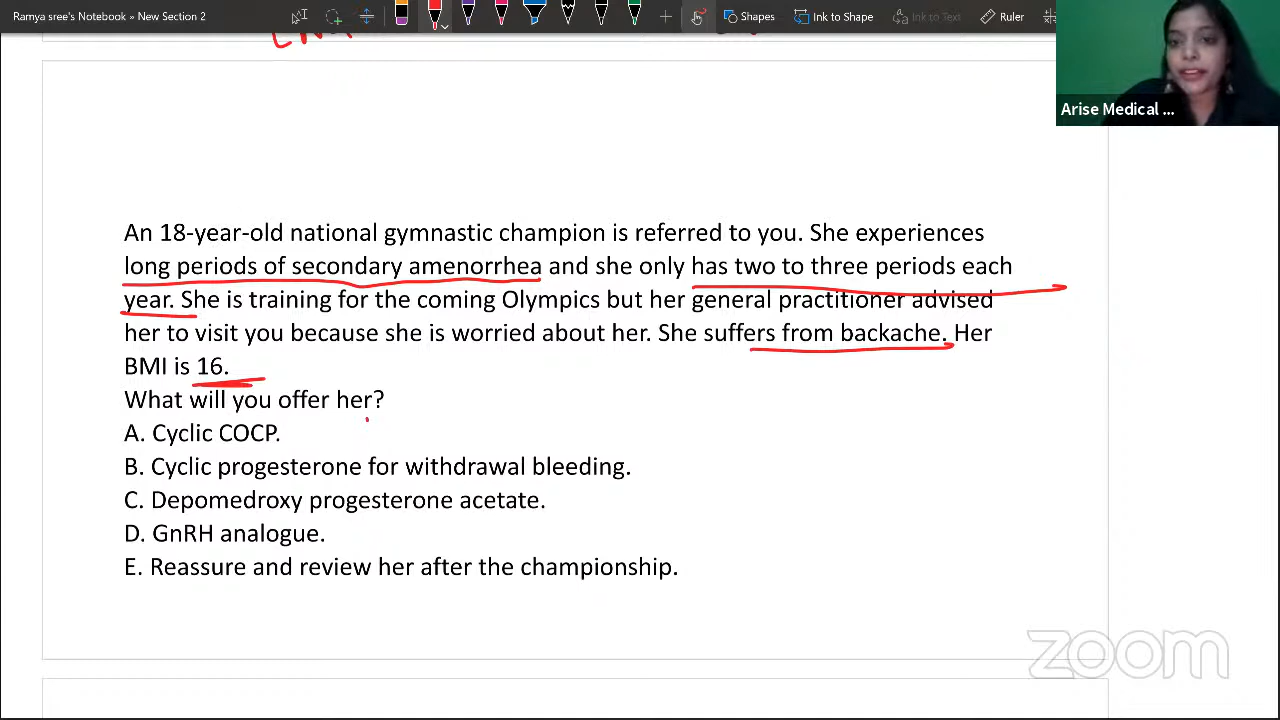 Ramya sree's Notebook » New Section 2
Shapes
Ink to Shape
Ink to Text
Ruler
Arise Medical ...
An 18-year-old national gymnastic champion is referred to you. She experiences
long periods of secondary amenorrhea and she only has two to three periods each
year. She is training for the coming Olympics but her general practitioner advised
her to visit you because she is worried about her. She suffers from backache. Her
BMI is 16.
What will you offer her?
A. Cyclic COCP.
B. Cyclic progesterone for withdrawal bleeding.
C. Depomedroxy progesterone acetate.
D. GnRH analogue.
E. Reassure and review her after the championship.
zoom